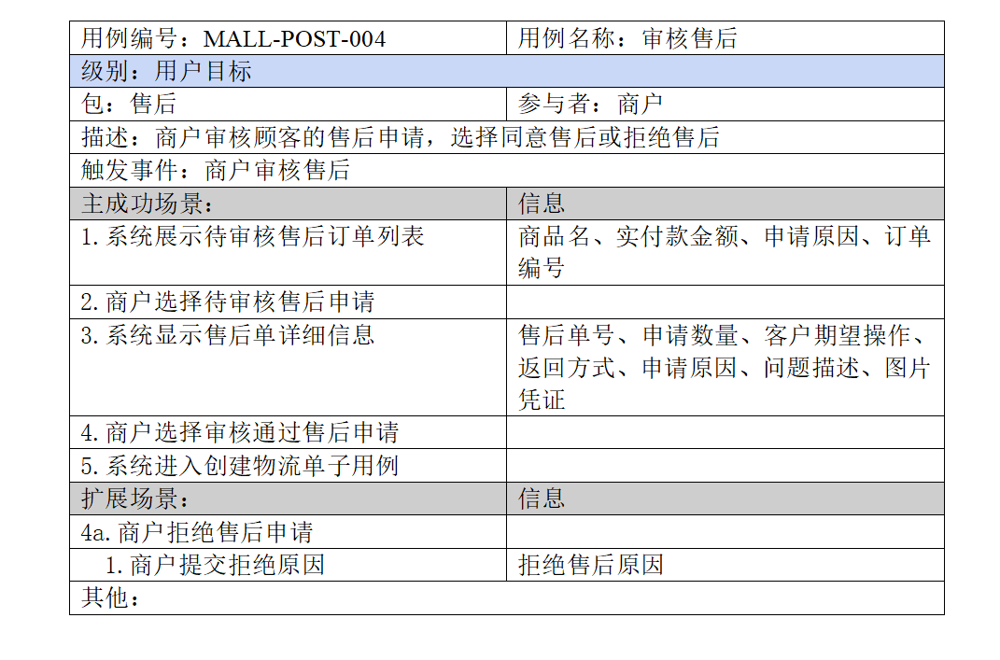 用例编号：MALL-POST-004 用例名称：审核售后
级别：用户目标
包：售后 参与者：商户
描述：商户审核顾客的售后申请，选择同意售后或拒绝售后
触发事件：商户审核售后
主成功场景： 信息
1.系统展示待审核售后订单列表 商品名、实付款金额、申请原因、订单
编号
2.商户选择待审核售后申请
3.系统显示售后单详细信息 售后单号、申请数量、客户期望操作、
返回方式、申请原因、问题描述、图片
凭证
4.商户选择审核通过售后申请
5.系统进入创建物流单子用例
扩展场景： 信息
4a.商户拒绝售后申请
1.商户提交拒绝原因 拒绝售后原因
其他：